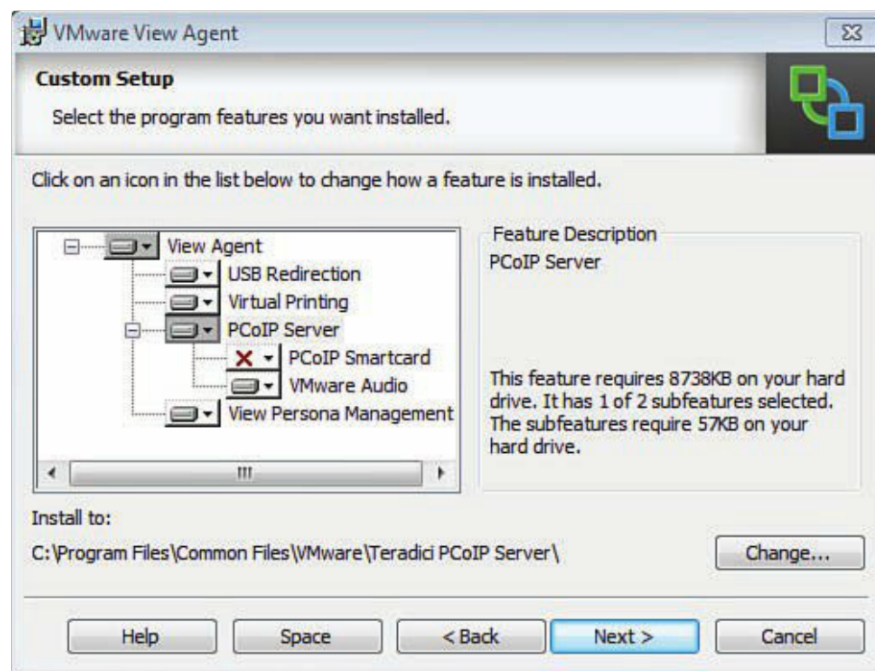 VMware View Agent
Custom Setup
Select the program features you want installed.
Click on an icon in the list below to change how a feature is installed.
View Agent
USB Redirection
Virtual Printing
PCoIP Server
PCoIP Smartcard
VMware Audio
View Persona Management
Feature Description
PCoIP Server
This feature requires 8738KB on your hard
drive. It has 1 of 2 subfeatures selected.
The subfeatures require 57KB on your
hard drive.
Install to:
C:\Program Files\Common Files\VMware\Teradici PCoIP Server\
Change...
Help
Space
< Back
Next >
Cancel